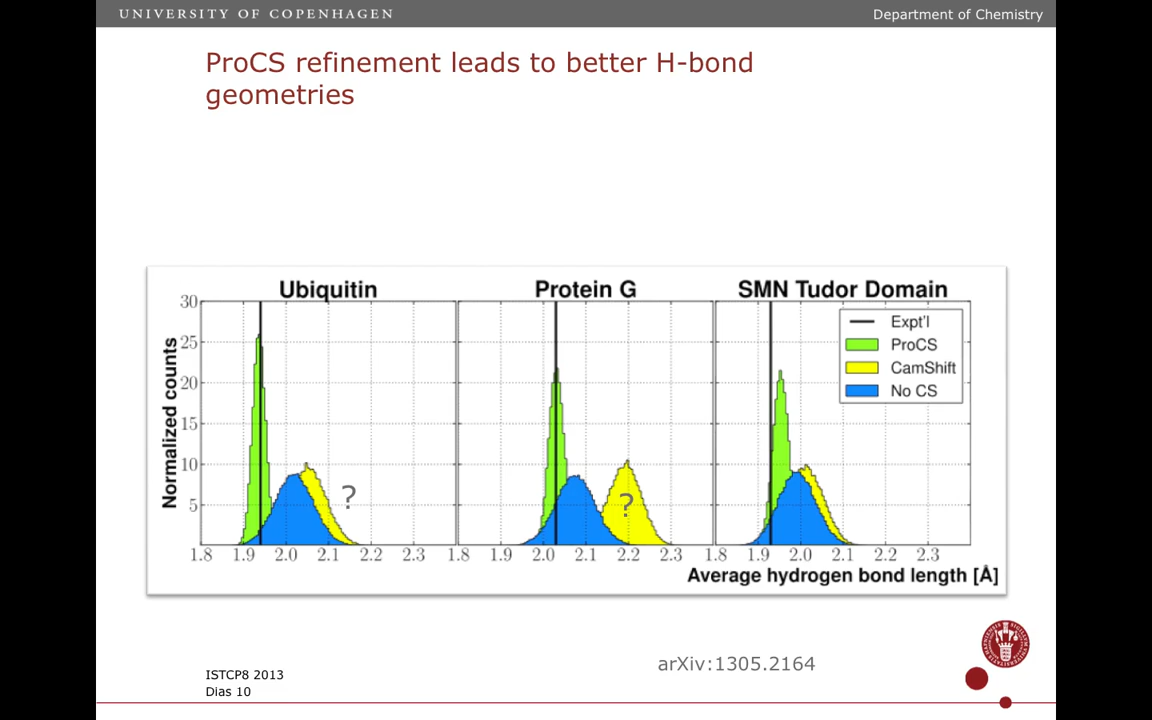 UNIVERSITY OF COPENHAGEN
Department of Chemistry
ProCS refinement leads to better H-bond
geometries
Ubiquitin
Protein G
SMN Tudor Domain
Normalized counts
30
25
20
15
10
5
Expt'l
ProCS
CamShift
No CS
?
?
1.8 1.9 2.0 2.1 2.2 2.3
1.8 1.9 2.0 2.1 2.2 2.3
1.8 1.9 2.0 2.1 2.2 2.3
Average hydrogen bond length [Å]
arXiv:1305.2164
ISTCP8 2013
Dias 10